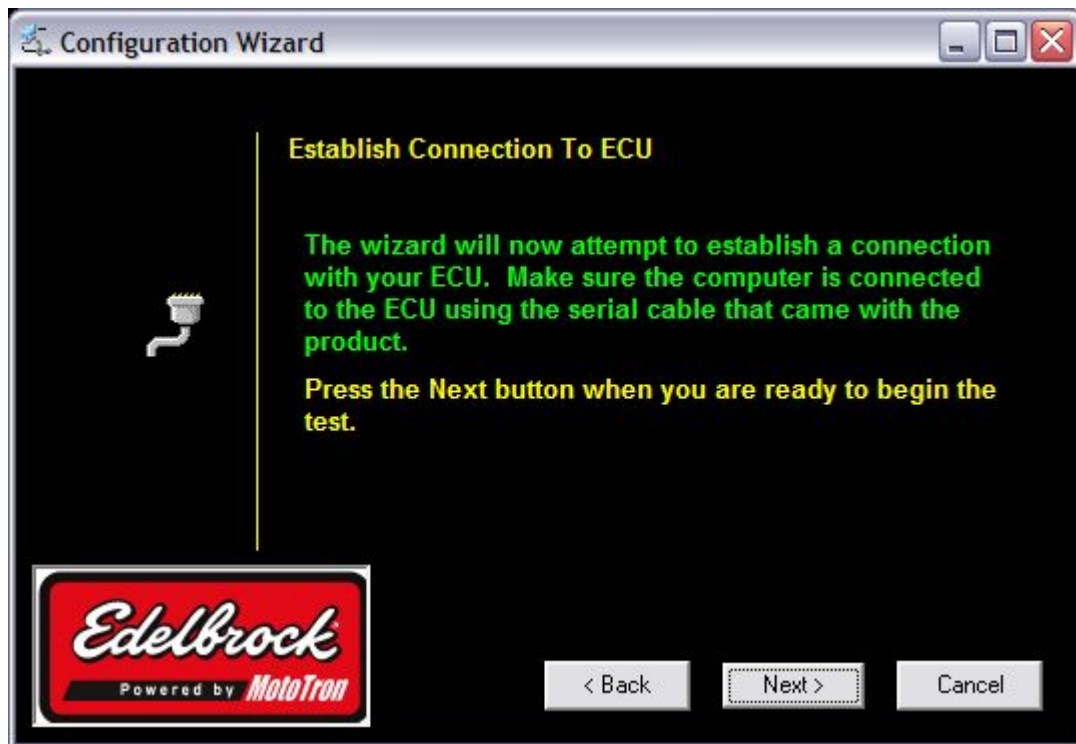 Configuration Wizard
Establish Connection To ECU
The wizard will now attempt to establish a connection
with your ECU.  Make sure the computer is connected
to the ECU using the serial cable that came with the
product.
Press the Next button when you are ready to begin the
test.
Edelbrock
Powered by MotoTron
< Back
Next >
Cancel